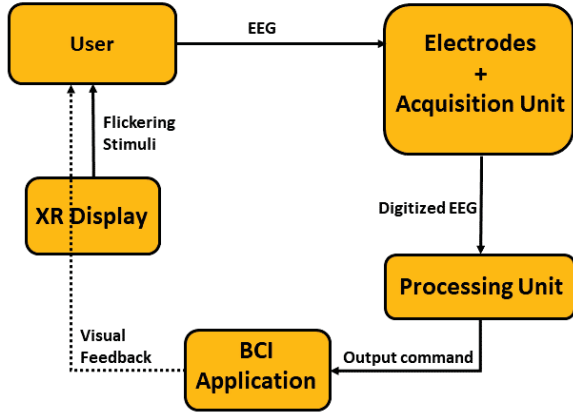 User
EEG
Electrodes
+
Acquisition Unit
Flickering
Stimuli
XR Display
Digitized EEG
Processing Unit
Visual
Feedback
BCI
Application
Output command